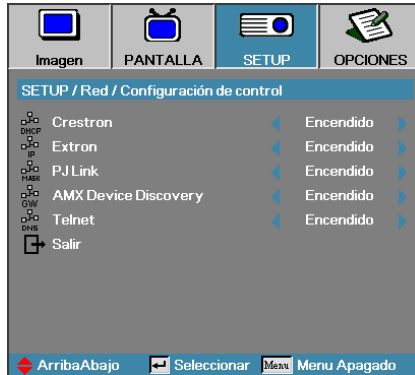 Imagen PANTALLA SETUP OPCIONES
SETUP / Red / Configuración de control
DHCP Crestron Encendido
IP Extron Encendido
MASK PJ Link Encendido
GW AMX Device Discovery Encendido
DNS Telnet Encendido
Salir
ArribaAbajo Seleccionar Menu Menu Apagado